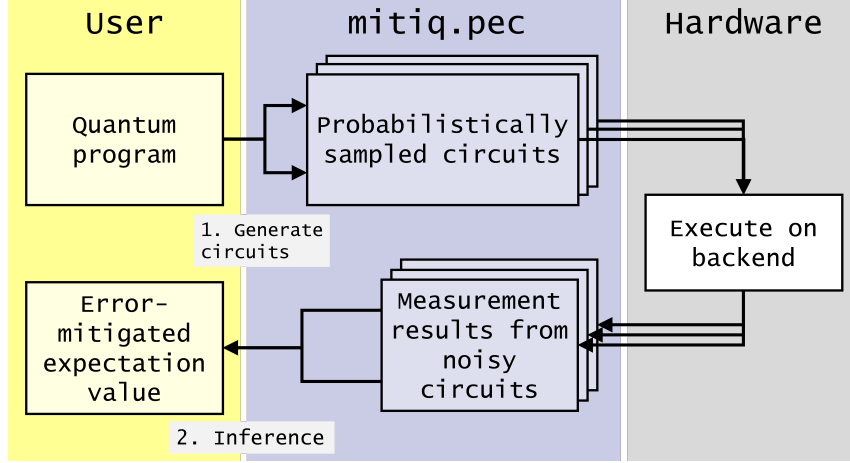 User
mitiq.pec
Hardware
Quantum
program
Probabilistically
sampled circuits
1. Generate
circuits
Execute on
backend
Measurement
results from
noisy
circuits
Error-
mitigated
expectation
value
2. Inference